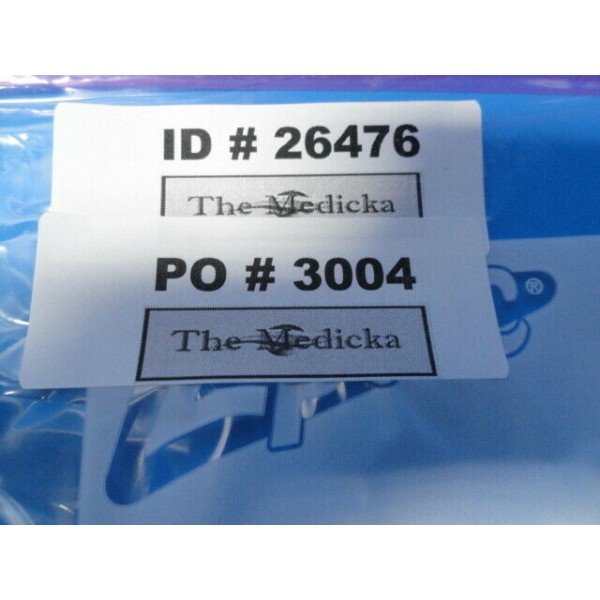 ID # 26476
The Medicka
PO # 3004
The Medicka
®